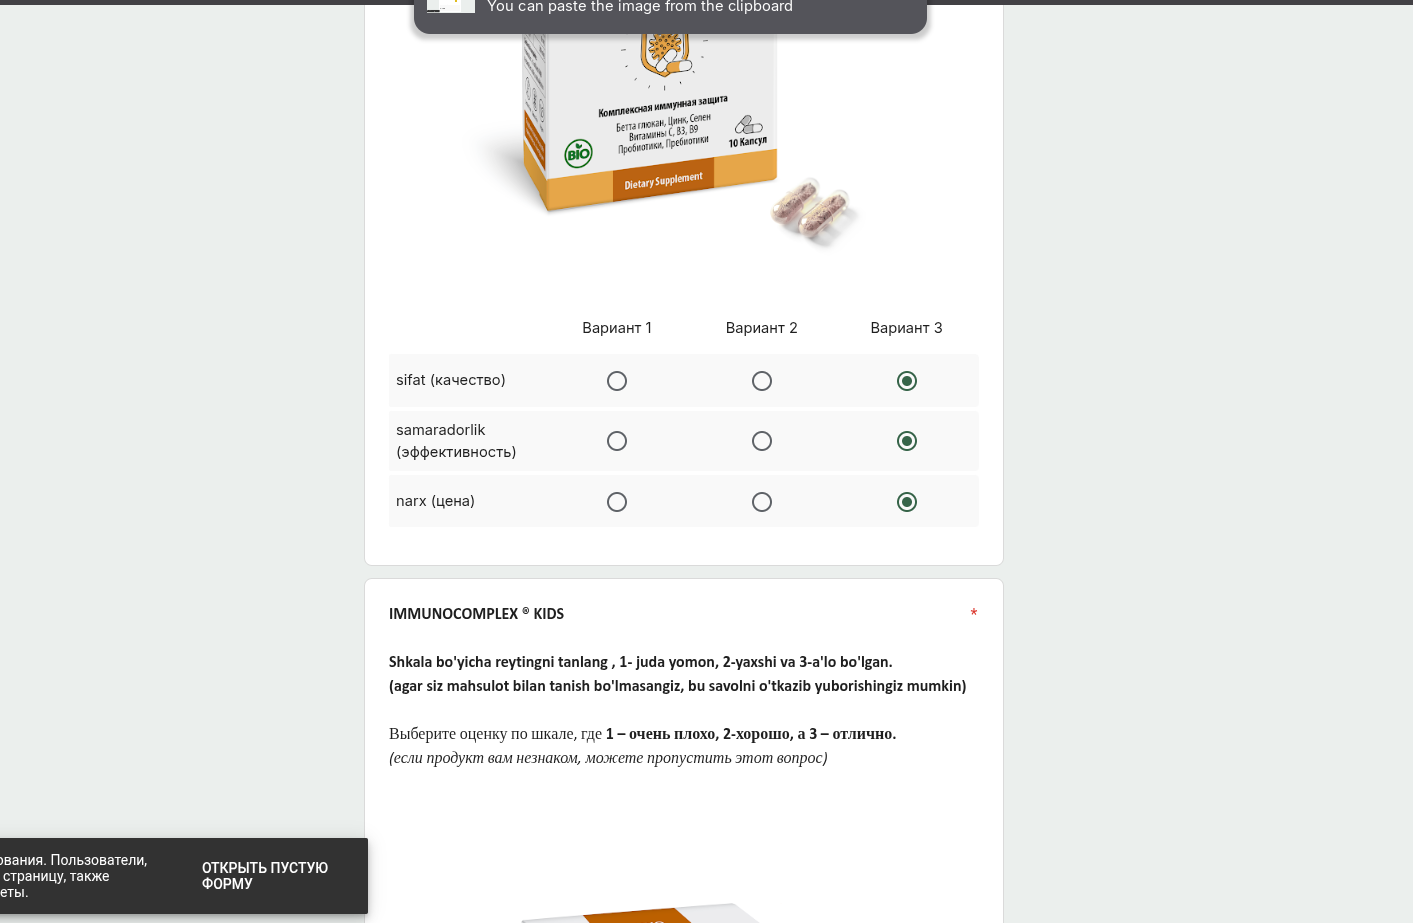 You can paste the image from the clipboard
Комплексная иммунная защита
Бетта глюкан, Цинк, Селен
Витамины С, В3, В9
Пробиотики, Пребиотики
10 Капсул
BIO
Dietary Supplement
Вариант 1 Вариант 2 Вариант 3
sifat (качество)
samaradorlik
(эффективность)
narx (цена)
IMMUNOCOMPLEX ® KIDS *
Shkala bo'yicha reytingni tanlang , 1- juda yomon, 2-yaxshi va 3-a'lo bo'lgan.
(agar siz mahsulot bilan tanish bo'lmasangiz, bu savolni o'tkazib yuborishingiz mumkin)
Выберите оценку по шкале, где 1 – очень плохо, 2-хорошо, а 3 – отлично.
(если продукт вам незнаком, можете пропустить этот вопрос)
ования. Пользователи,
страницу, также
еты.
ОТКРЫТЬ ПУСТУЮ
ФОРМУ